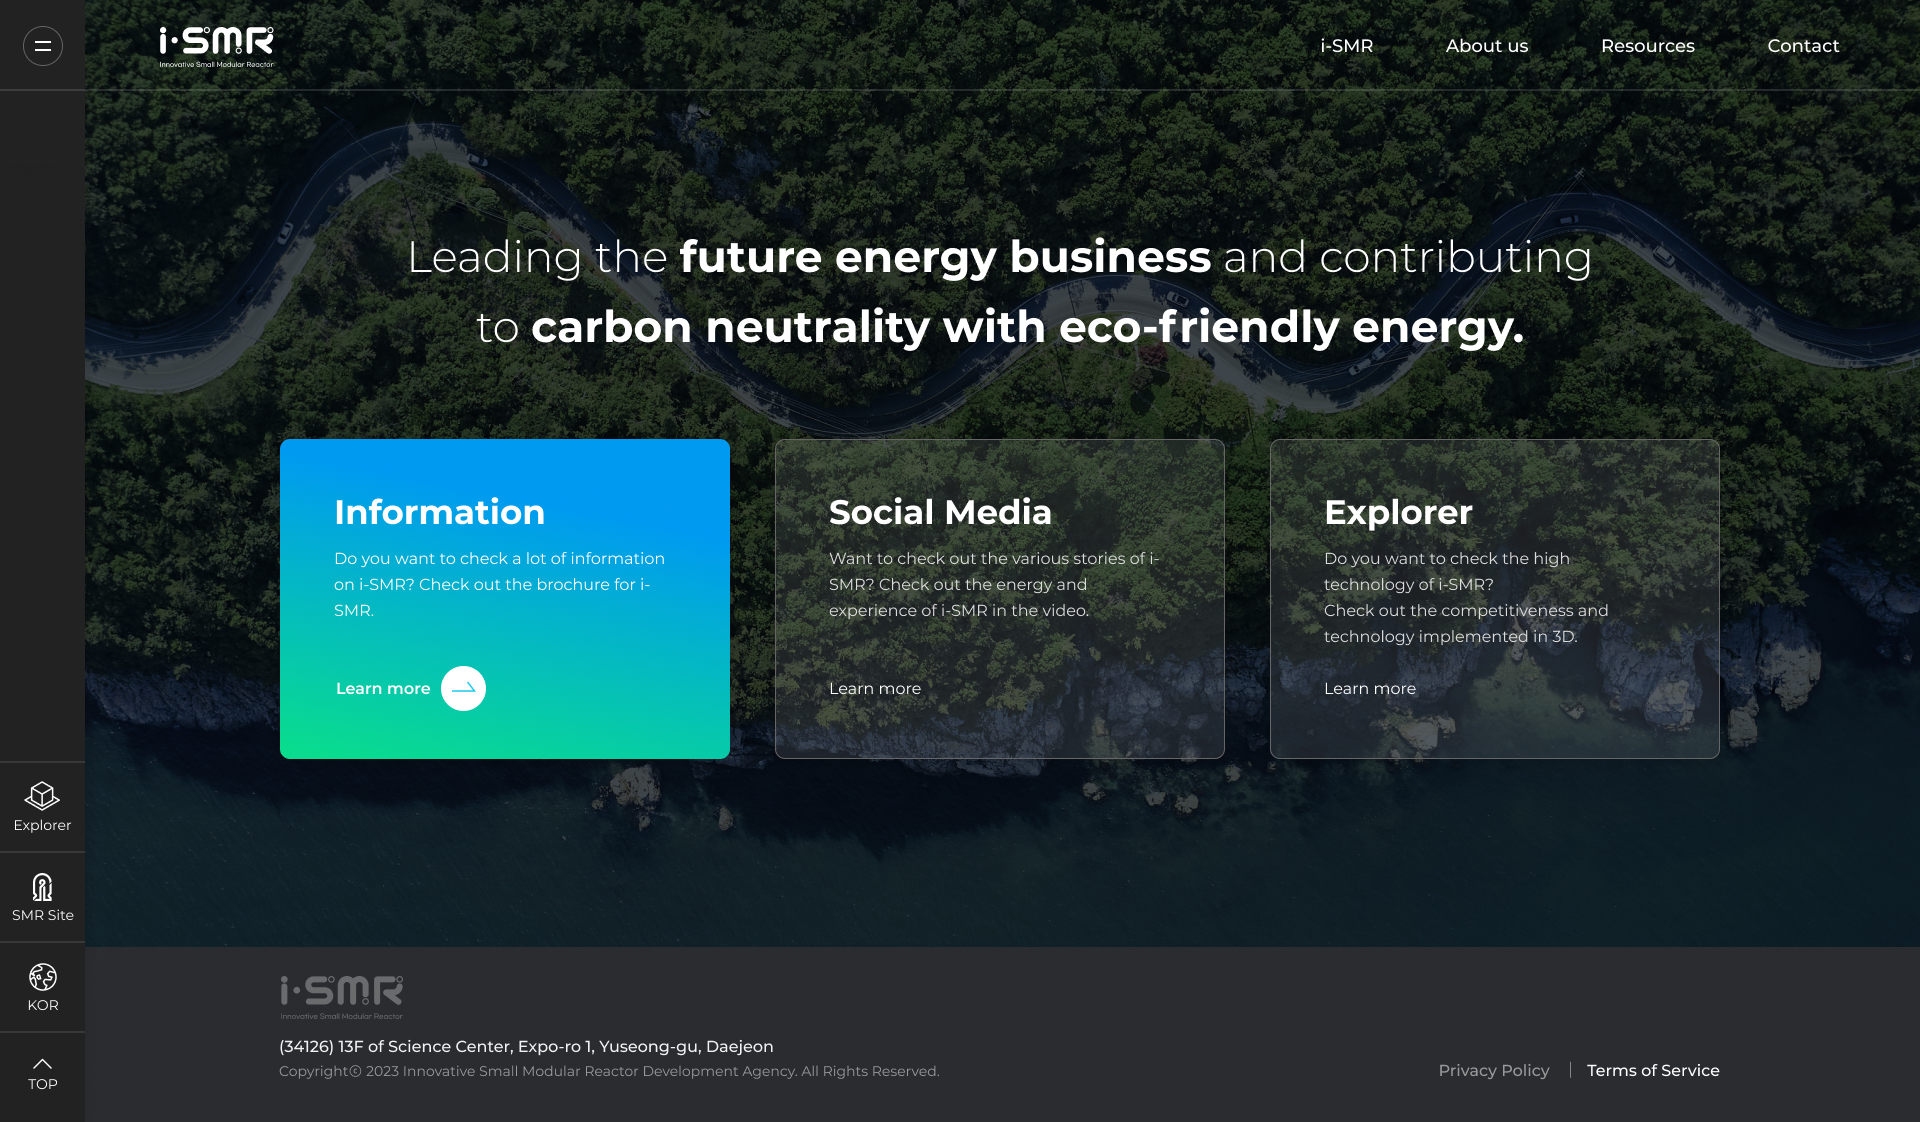 i-SMR
Innovative Small Modular Reactor
i-SMR
About us
Resources
Contact
Leading the future energy business and contributing
to carbon neutrality with eco-friendly energy.
Information
Do you want to check a lot of information
on i-SMR? Check out the brochure for i-
SMR.
Learn more
Social Media
Want to check out the various stories of i-
SMR? Check out the energy and
experience of i-SMR in the video.
Learn more
Explorer
Do you want to check the high
technology of i-SMR?
Check out the competitiveness and
technology implemented in 3D.
Learn more
Explorer
SMR Site
KOR
TOP
i-SMR
Innovative Small Modular Reactor
(34126) 13F of Science Center, Expo-ro 1, Yuseong-gu, Daejeon
Copyrightⓒ 2023 Innovative Small Modular Reactor Development Agency. All Rights Reserved.
Privacy Policy
Terms of Service